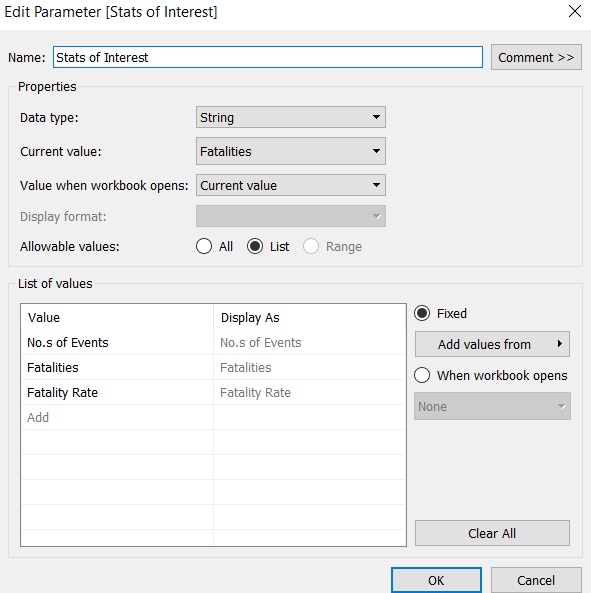 Edit Parameter [Stats of Interest]
Name: Stats of Interest Comment >>
Properties
Data type: String
Current value: Fatalities
Value when workbook opens: Current value
Display format:
Allowable values: All List Range
List of values
Value Display As
No.s of Events No.s of Events
Fatalities Fatalities
Fatality Rate Fatality Rate
Add
Fixed
Add values from
When workbook opens
None
Clear All
OK Cancel